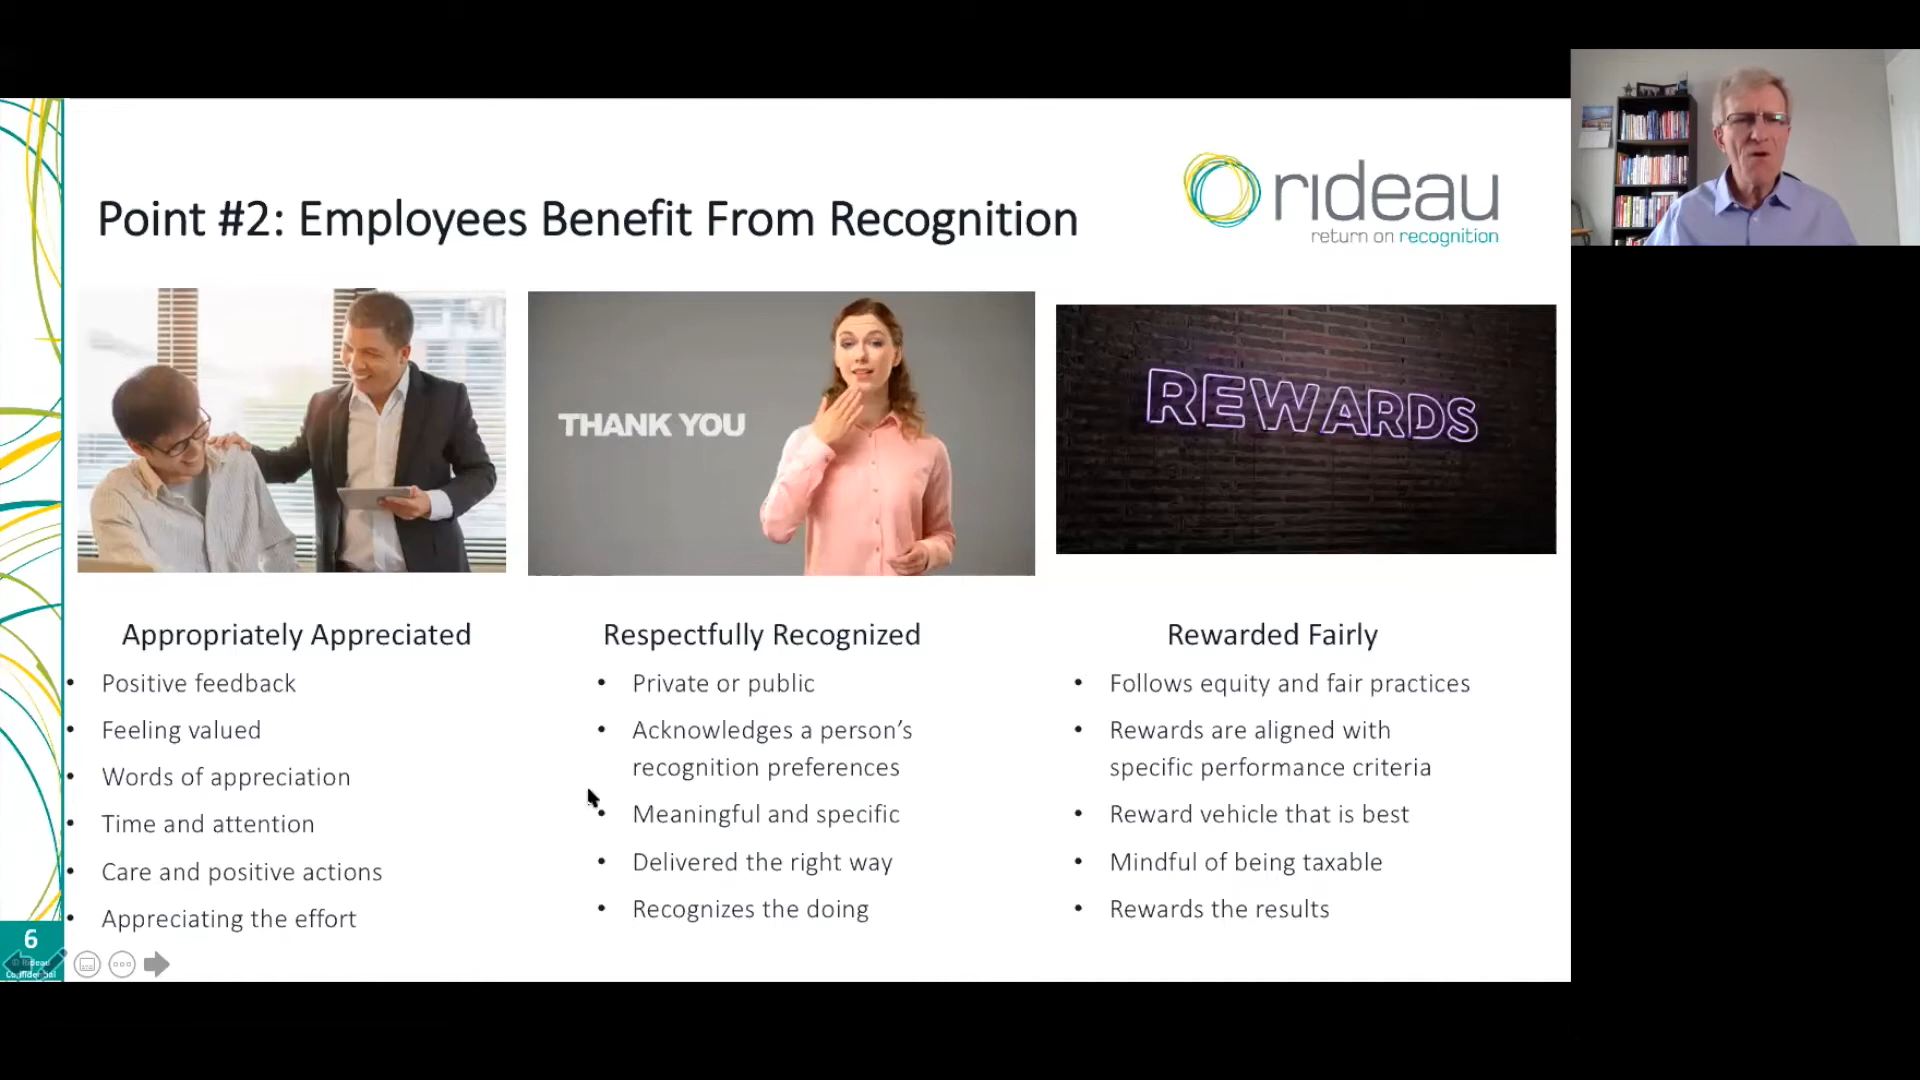 rideau
return on recognition
Point #2: Employees Benefit From Recognition
THANK YOU
REWARDS
Appropriately Appreciated
• Positive feedback
• Feeling valued
• Words of appreciation
• Time and attention
• Care and positive actions
• Appreciating the effort
Respectfully Recognized
• Private or public
• Acknowledges a person’s
recognition preferences
• Meaningful and specific
• Delivered the right way
• Recognizes the doing
Rewarded Fairly
• Follows equity and fair practices
• Rewards are aligned with
specific performance criteria
• Reward vehicle that is best
• Mindful of being taxable
• Rewards the results
6
© Rideau
Confidential